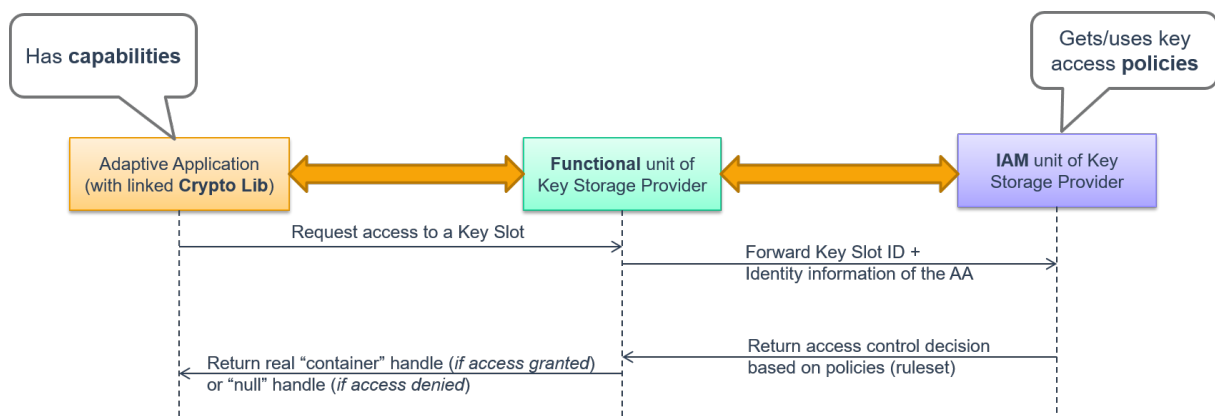 Has capabilities
Gets/uses key
access policies
Adaptive Application
(with linked Crypto Lib)
Functional unit of
Key Storage Provider
IAM unit of Key
Storage Provider
Request access to a Key Slot
Forward Key Slot ID +
Identity information of the AA
Return access control decision
based on policies (ruleset)
Return real “container” handle (if access granted)
or “null” handle (if access denied)